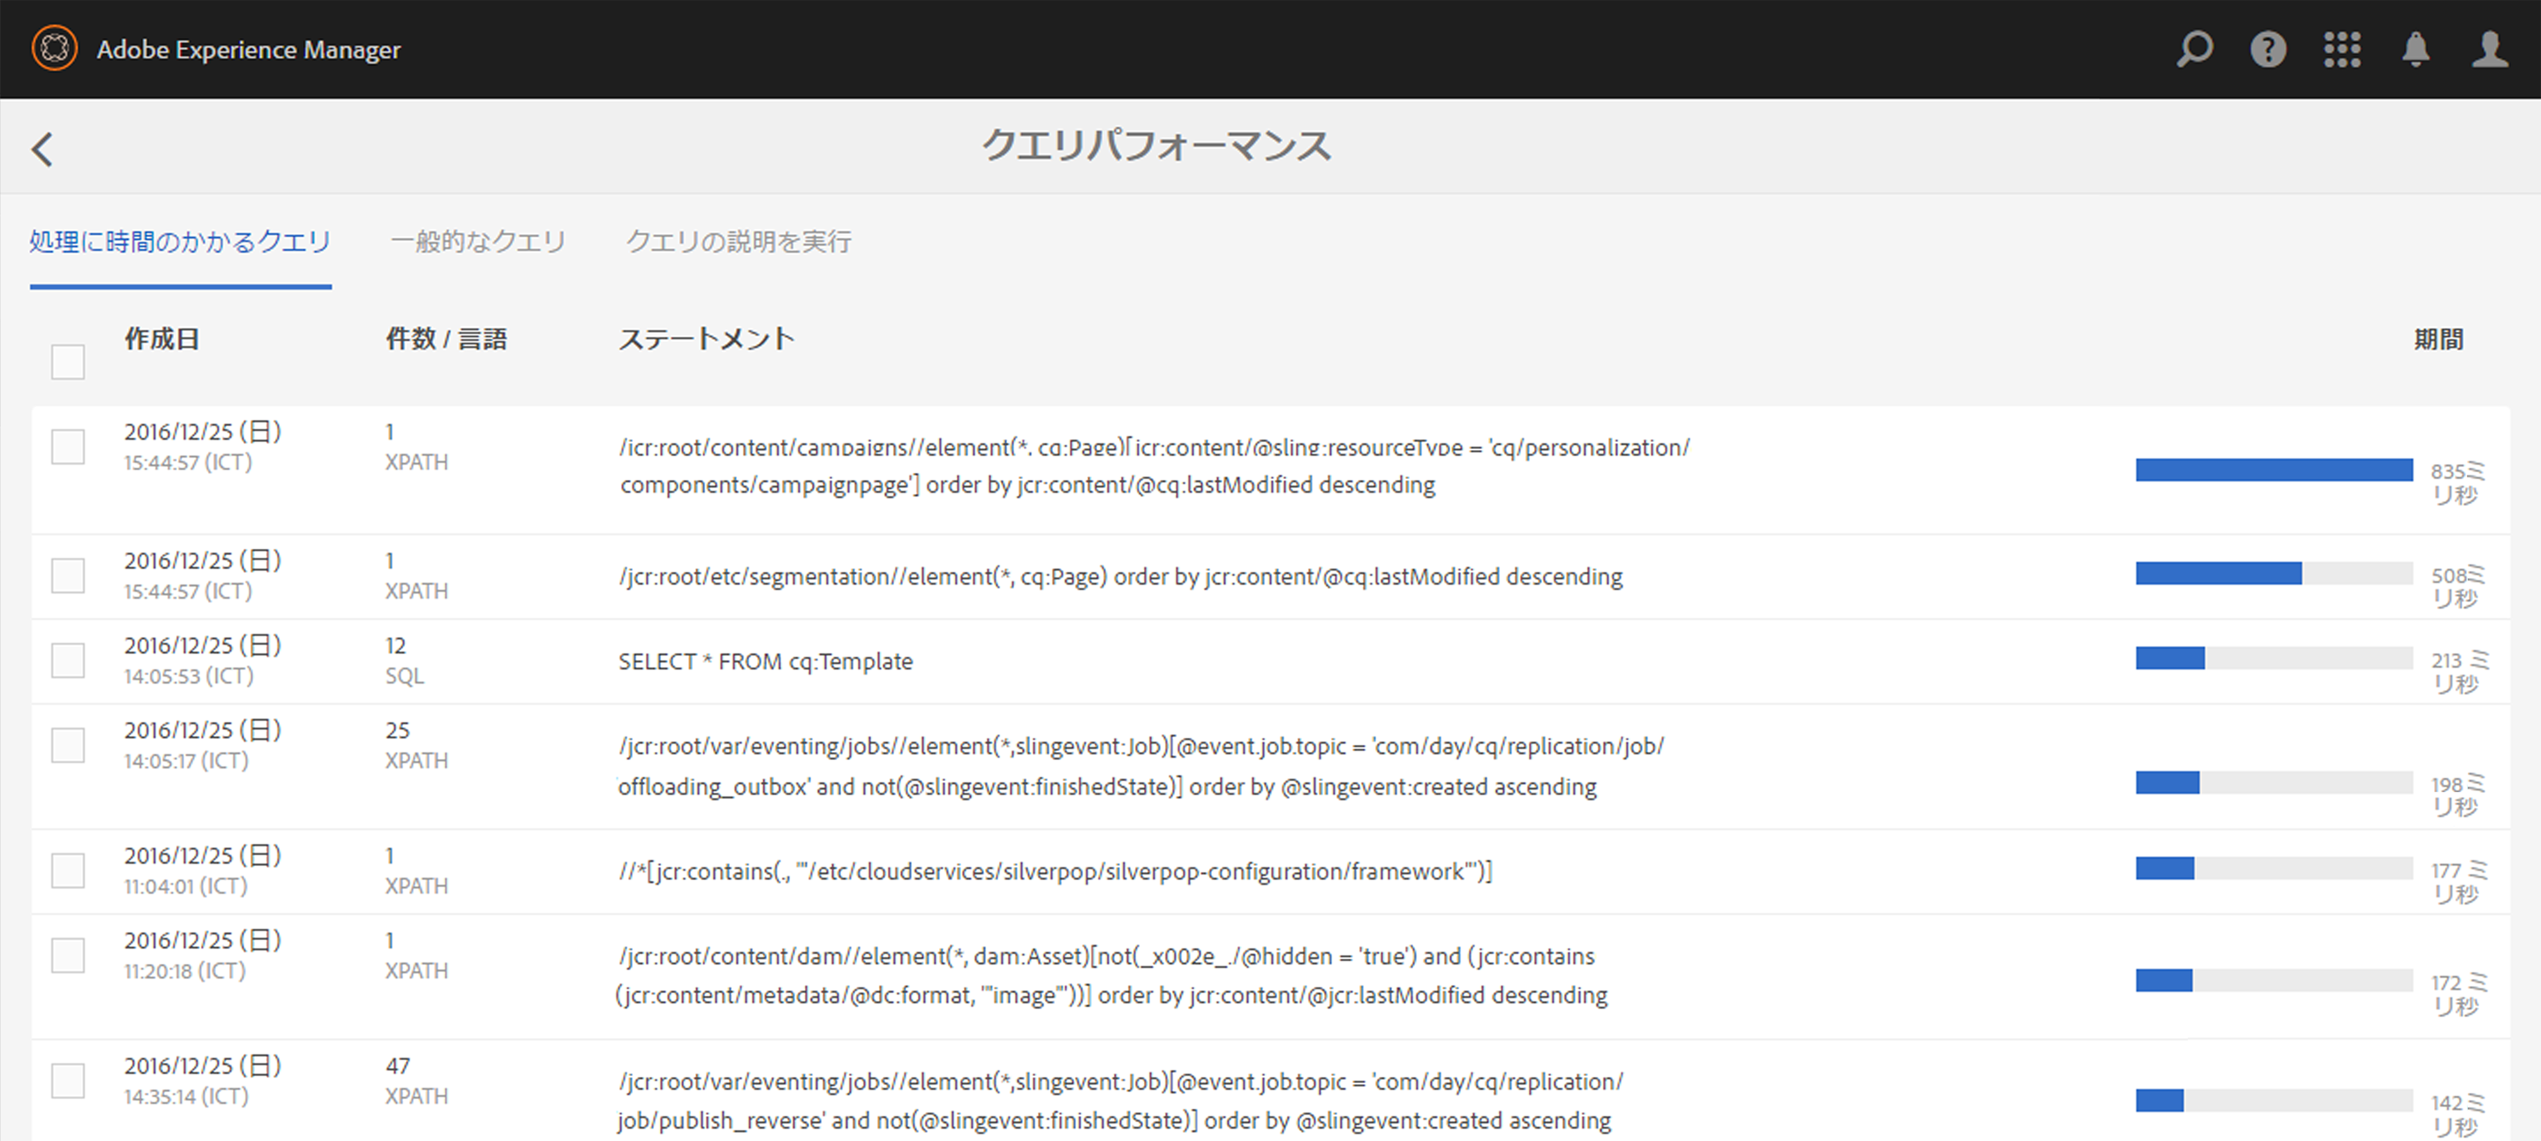 Adobe Experience Manager
クエリパフォーマンス
処理に時間のかかるクエリ 一般的なクエリ クエリの説明を実行
作成日 件数 / 言語 ステートメント 期間
2016/12/25 (日) 1
15:44:57 (ICT) XPATH
/jcr:root/content/campaigns//element(*, cq:Page)[jcr:content/@sling:resourceType = 'cq/personalization/
components/campaignpage'] order by jcr:content/@cq:lastModified descending
835ミ
リ秒
2016/12/25 (日) 1
15:44:57 (ICT) XPATH
/jcr:root/etc/segmentation//element(*, cq:Page) order by jcr:content/@cq:lastModified descending
508ミ
リ秒
2016/12/25 (日) 12
14:05:53 (ICT) SQL
SELECT * FROM cq:Template
213 ミ
リ秒
2016/12/25 (日) 25
14:05:17 (ICT) XPATH
/jcr:root/var/eventing/jobs//element(*,slingevent:Job)[@event.job.topic = 'com/day/cq/replication/job/
offloading_outbox' and not(@slingevent:finishedState)] order by @slingevent:created ascending
198 ミ
リ秒
2016/12/25 (日) 1
11:04:01 (ICT) XPATH
//*[jcr:contains(., '"/etc/cloudservices/silverpop/silverpop-configuration/framework"')]
177 ミ
リ秒
2016/12/25 (日) 1
11:20:18 (ICT) XPATH
/jcr:root/content/dam//element(*, dam:Asset)[not(_x002e_./@hidden = 'true') and (jcr:contains
(jcr:content/metadata/@dc:format, '"image"'))] order by jcr:content/@jcr:lastModified descending
172 ミ
リ秒
2016/12/25 (日) 47
14:35:14 (ICT) XPATH
/jcr:root/var/eventing/jobs//element(*,slingevent:Job)[@event.job.topic = 'com/day/cq/replication/
job/publish_reverse' and not(@slingevent:finishedState)] order by @slingevent:created ascending
142 ミ
リ秒